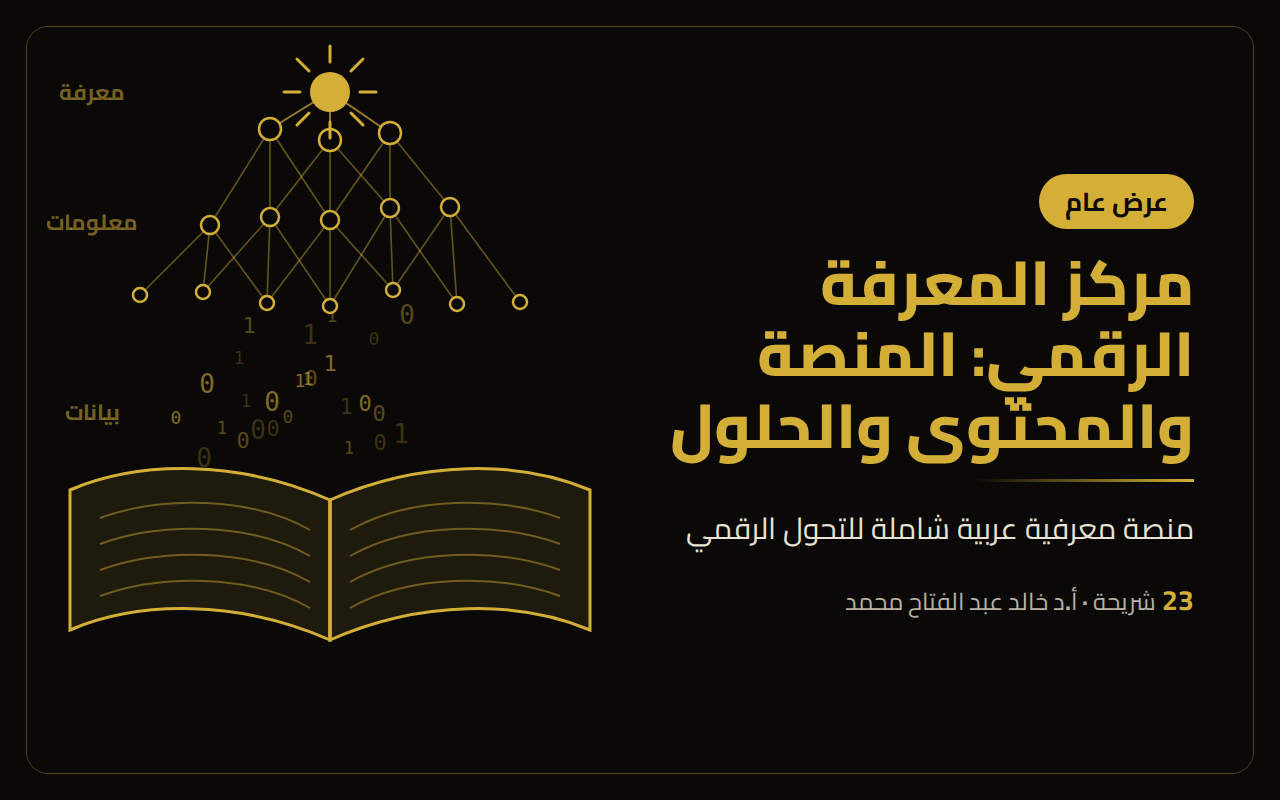 عرض عام
مركز المعرفة
الرقمي: المنصة
والمحتوى والحلول
منصة معرفية عربية شاملة للتحول الرقمي
23 شريحة · أ.د خالد عبد الفتاح محمد
معرفة
معلومات
بيانات